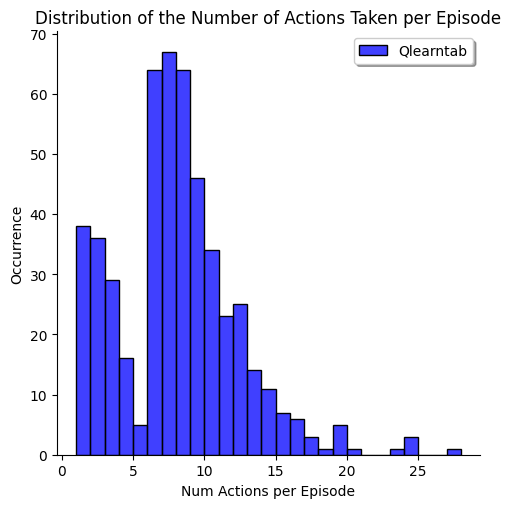 Distribution of the Number of Actions Taken per Episode
Qlearntab
70
60
50
40
30
20
10
0
Occurrence
0 5 10 15 20 25
Num Actions per Episode